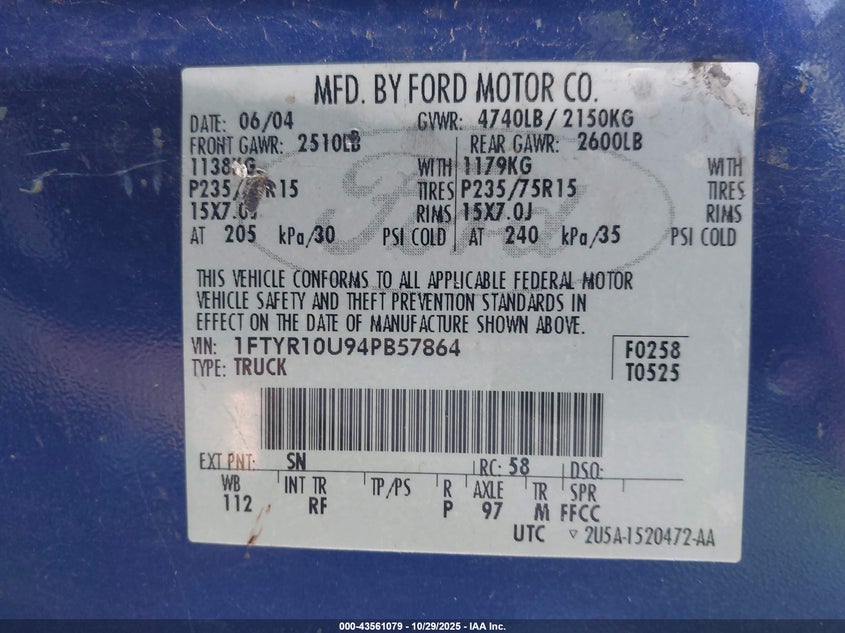 MFD. BY FORD MOTOR CO.
DATE: 06/04 GVWR: 4740LB/ 2150KG
FRONT GAWR: 2510LB REAR GAWR: 2600LB
1138KG WITH 1179KG WITH
P235/75R15 TIRES P235/75R15 TIRES
15X7.0J RIMS 15X7.0J RIMS
AT 205 kPa/30 PSI COLD AT 240 kPa/35 PSI COLD
Ford
THIS VEHICLE CONFORMS TO ALL APPLICABLE FEDERAL MOTOR
VEHICLE SAFETY AND THEFT PREVENTION STANDARDS IN
EFFECT ON THE DATE OF MANUFACTURE SHOWN ABOVE.
VIN: 1FTYR10U94PB57864 F0258
TYPE: TRUCK T0525
EXT PNT: SN RC: 58 DSO:
WB INT TR TP/PS R AXLE TR SPR
112 RF P 97 M FFCC
UTC ▽ 2U5A-1520472-AA
000-43561079 | 10/29/2025 - IAA Inc.